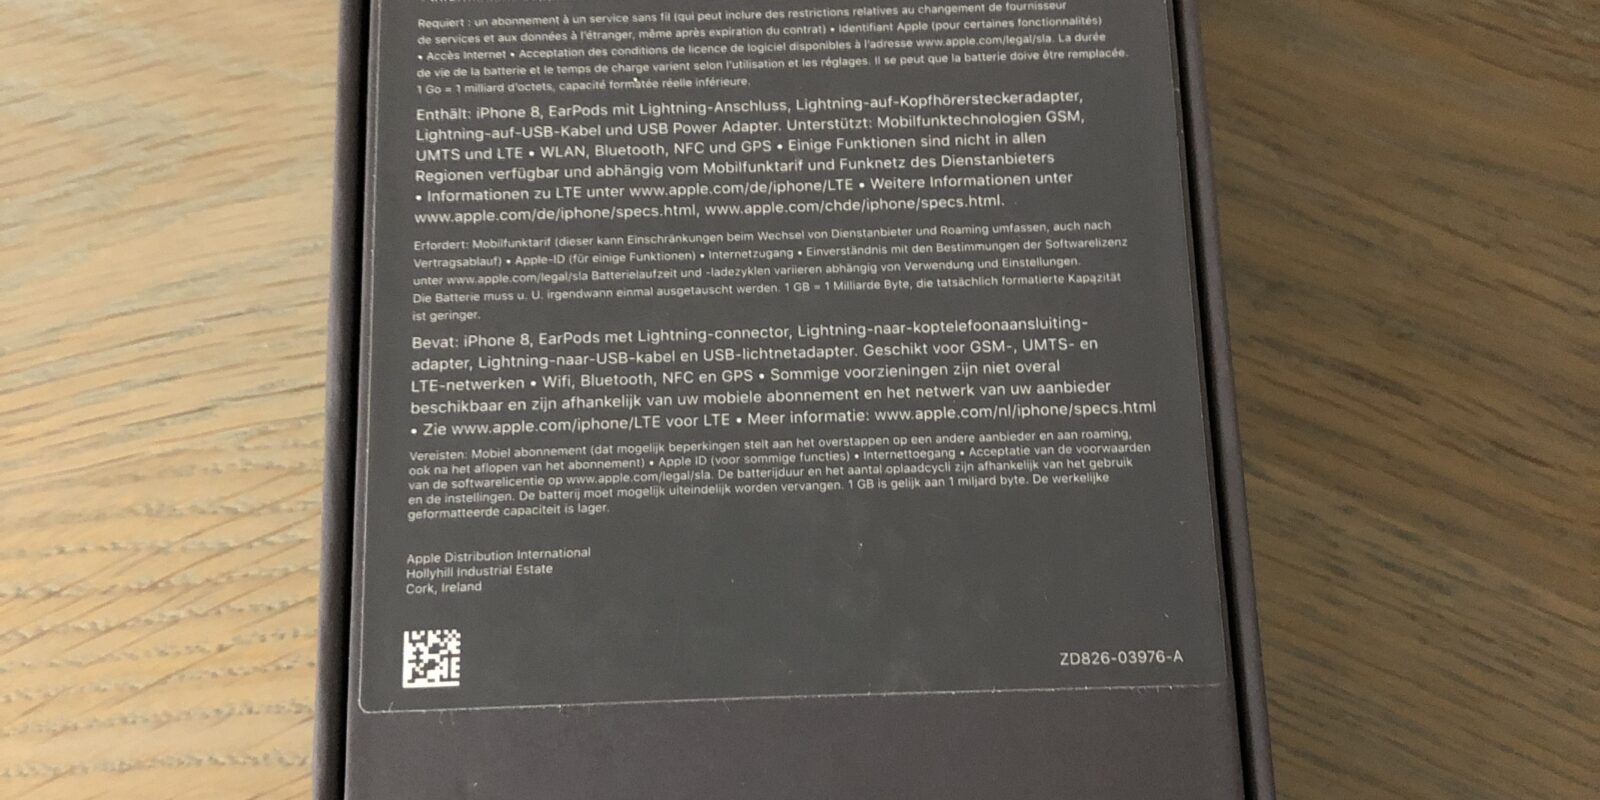 Requiert : un abonnement à un service sans fil (qui peut inclure des restrictions relatives au changement de fournisseur
de services et aux données à l'étranger, même après expiration du contrat) • Identifiant Apple (pour certaines fonctionnalités)
• Accès Internet • Acceptation des conditions de licence de logiciel disponibles à l'adresse www.apple.com/legal/sla. La durée
de vie de la batterie et le temps de charge varient selon l'utilisation et les réglages. Il se peut que la batterie doive être remplacée.
1 Go = 1 milliard d'octets, capacité formatée réelle inférieure.
Enthält: iPhone 8, EarPods mit Lightning-Anschluss, Lightning-auf-Kopfhörersteckeradapter,
Lightning-auf-USB-Kabel und USB Power Adapter. Unterstützt: Mobilfunktechnologien GSM,
UMTS und LTE • WLAN, Bluetooth, NFC und GPS • Einige Funktionen sind nicht in allen
Regionen verfügbar und abhängig vom Mobilfunktarif und Funknetz des Dienstanbieters
• Informationen zu LTE unter www.apple.com/de/iphone/LTE • Weitere Informationen unter
www.apple.com/de/iphone/specs.html, www.apple.com/chde/iphone/specs.html.
Erfordert: Mobilfunktarif (dieser kann Einschränkungen beim Wechsel von Dienstanbieter und Roaming umfassen, auch nach
Vertragsablauf) • Apple-ID (für einige Funktionen) • Internetzugang • Einverständnis mit den Bestimmungen der Softwarelizenz
unter www.apple.com/legal/sla Batterielaufzeit und -ladezyklen variieren abhängig von Verwendung und Einstellungen.
Die Batterie muss u. U. irgendwann einmal ausgetauscht werden. 1 GB = 1 Milliarde Byte, die tatsächlich formatierte Kapazität
ist geringer.
Bevat: iPhone 8, EarPods met Lightning-connector, Lightning-naar-koptelefoonaansluiting-
adapter, Lightning-naar-USB-kabel en USB-lichtnetadapter. Geschikt voor GSM-, UMTS- en
LTE-netwerken • Wifi, Bluetooth, NFC en GPS • Sommige voorzieningen zijn niet overal
beschikbaar en zijn afhankelijk van uw mobiele abonnement en het netwerk van uw aanbieder
• Zie www.apple.com/iphone/LTE voor LTE • Meer informatie: www.apple.com/nl/iphone/specs.html
Vereisten: Mobiel abonnement (dat mogelijk beperkingen stelt aan het overstappen op een andere aanbieder en aan roaming,
ook na het aflopen van het abonnement) • Apple ID (voor sommige functies) • Internettoegang • Acceptatie van de voorwaarden
van de softwarelicentie op www.apple.com/legal/sla. De batterijduur en het aantal oplaadcycli zijn afhankelijk van het gebruik
en de instellingen. De batterij moet mogelijk uiteindelijk worden vervangen. 1 GB is gelijk aan 1 miljard byte. De werkelijke
geformatteerde capaciteit is lager.
Apple Distribution International
Hollyhill Industrial Estate
Cork, Ireland
ZD826-03976-A